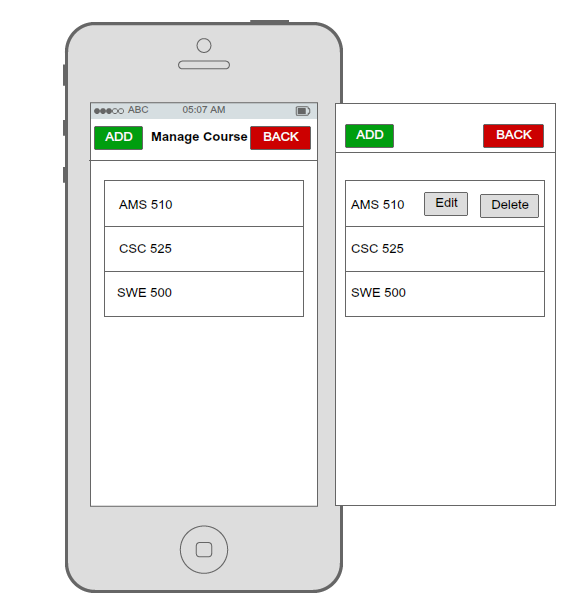 ABC 05:07 AM
ADD Manage Course BACK
AMS 510
CSC 525
SWE 500
ADD BACK
AMS 510 Edit Delete
CSC 525
SWE 500